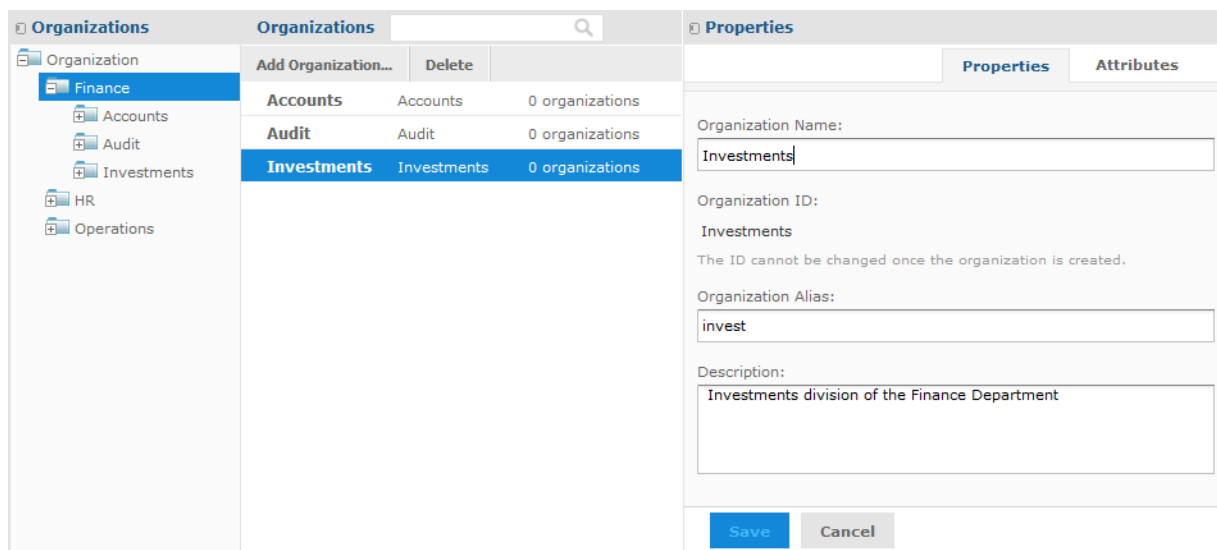 Organizations
Organization
Finance
Accounts
Audit
Investments
HR
Operations
Organizations
Add Organization... Delete
Accounts Accounts 0 organizations
Audit Audit 0 organizations
Investments Investments 0 organizations
Properties
Properties Attributes
Organization Name:
Investments
Organization ID:
Investments
The ID cannot be changed once the organization is created.
Organization Alias:
invest
Description:
Investments division of the Finance Department
Save Cancel